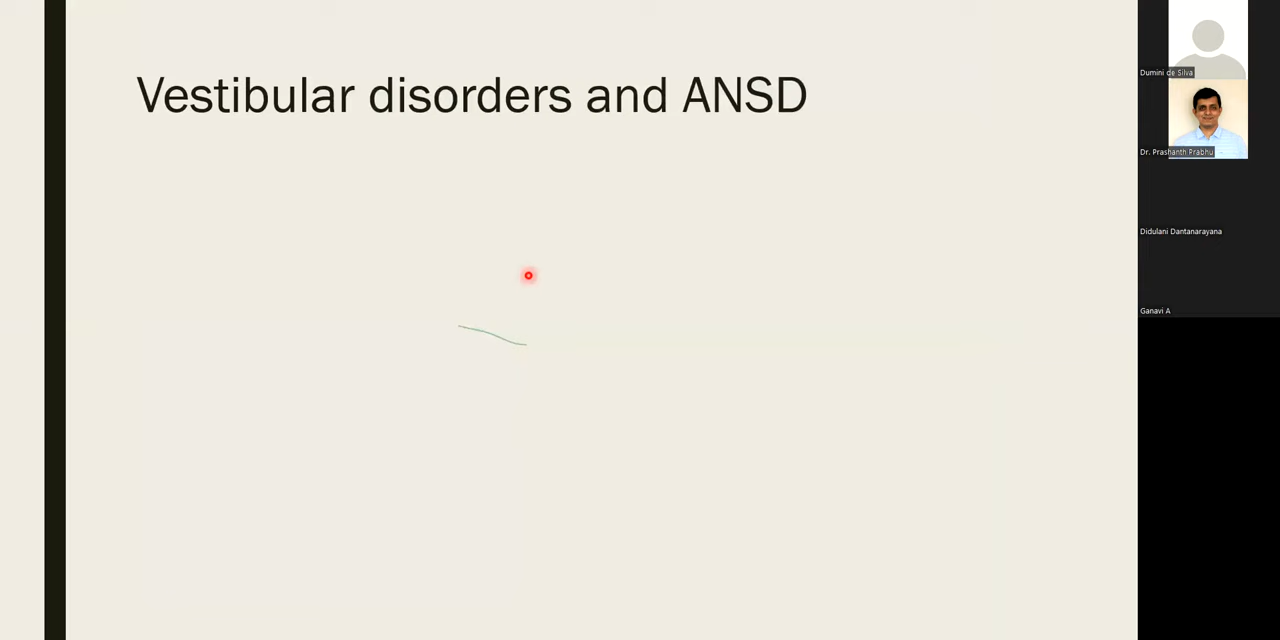 Vestibular disorders and ANSD
Dumini de Silva
Dr. Prashanth Prabhu
Didulani Dantanarayana
Ganavi A